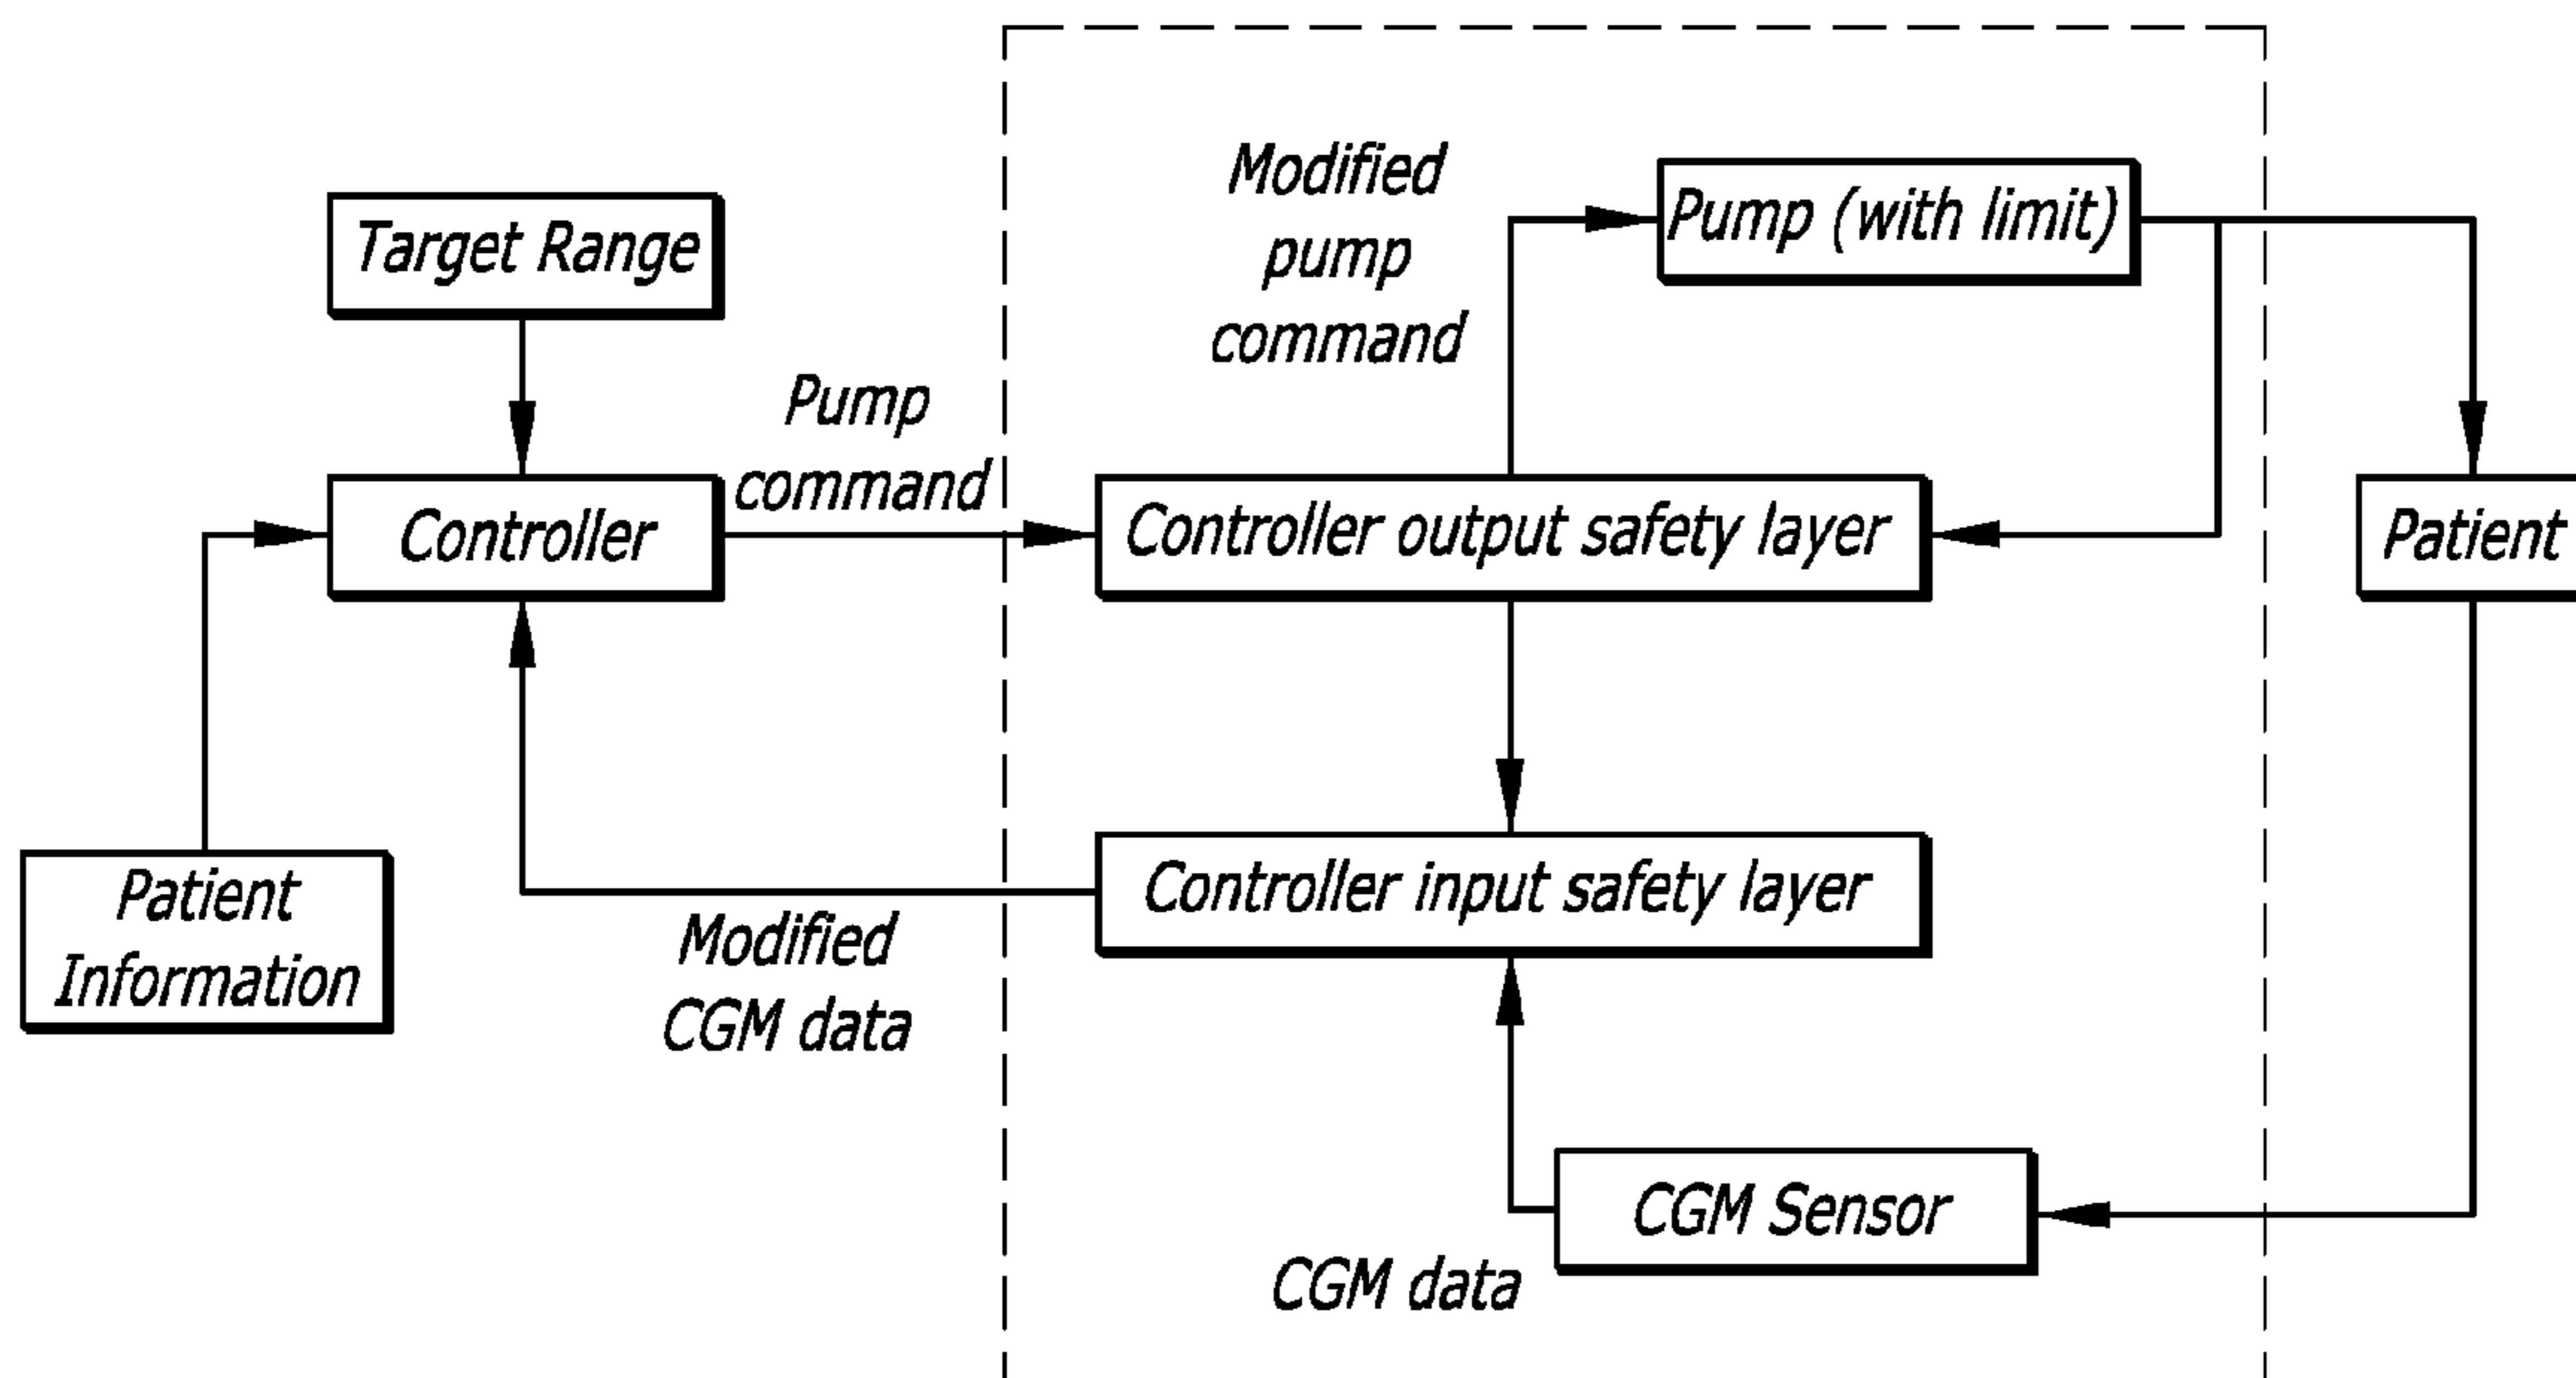 Modified
pump
command
Pump (with limit)
Target Range
Pump
command
Controller
Controller output safety layer
Patient
Controller input safety layer
Patient
Information
Modified
CGM data
CGM Sensor
CGM data